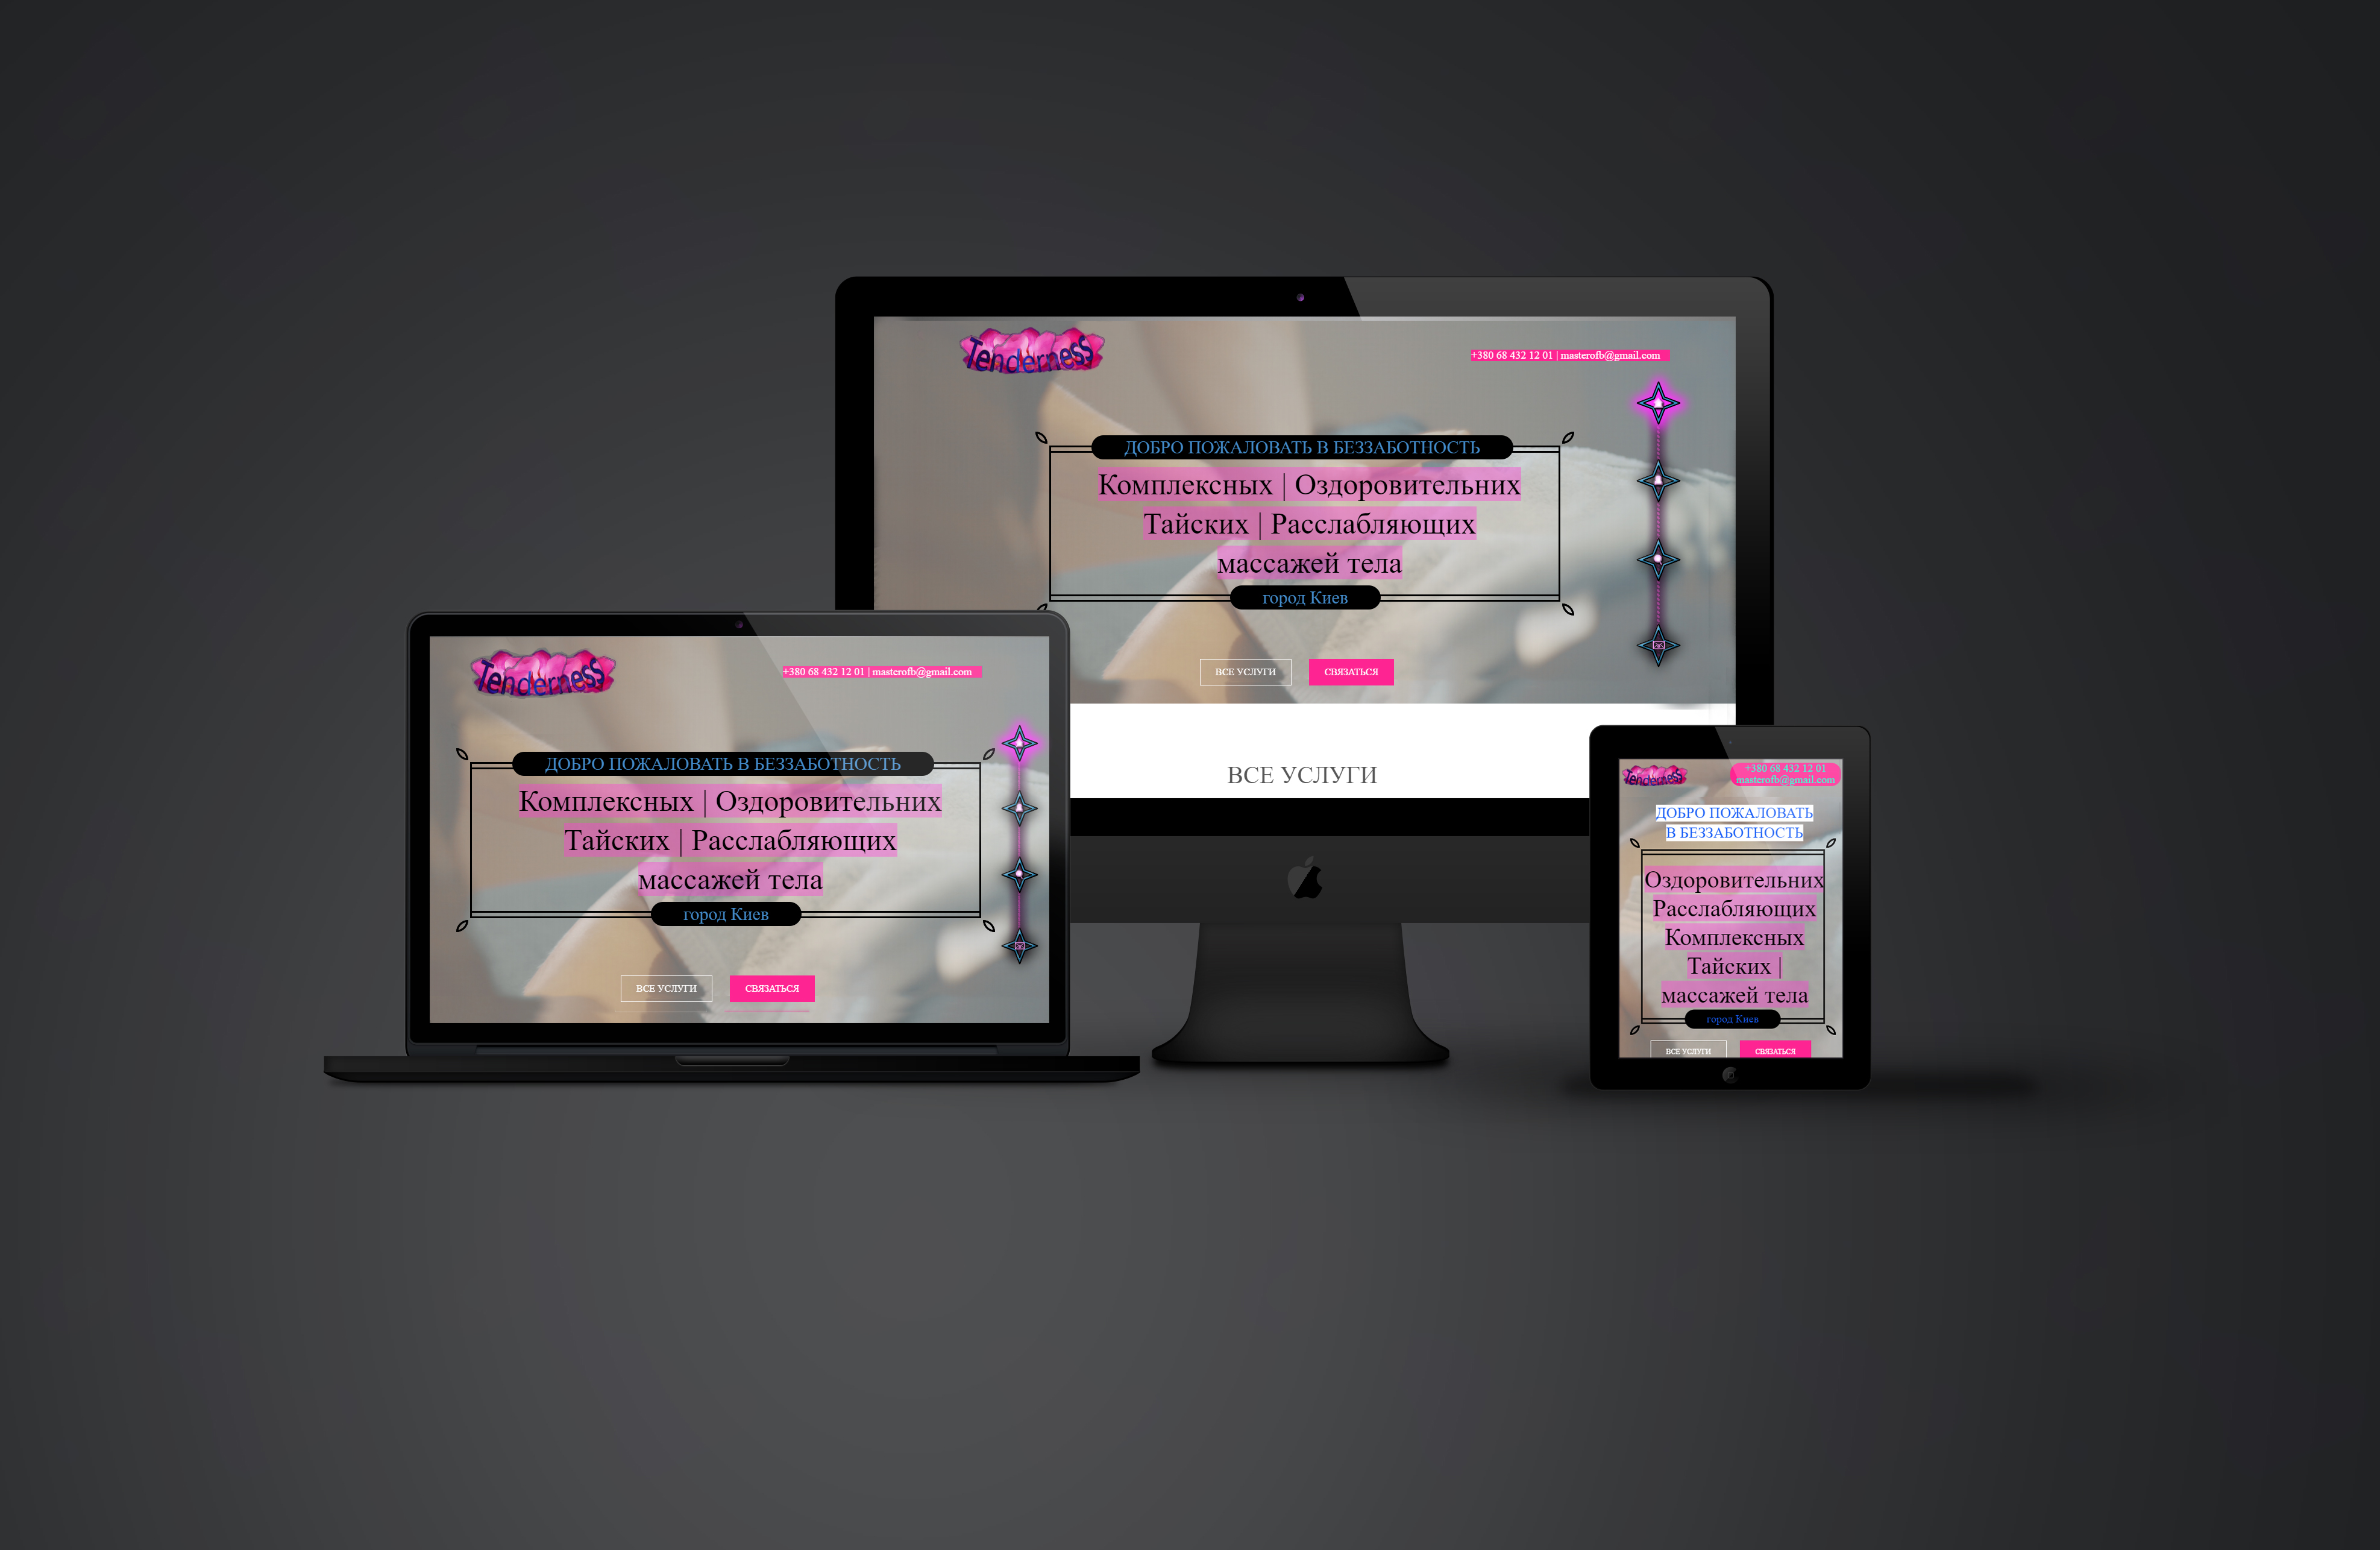 Tenderness
+380 68 432 12 01 | masterofb@gmail.com
ДОБРО ПОЖАЛОВАТЬ В БЕЗЗАБОТНОСТЬ
Комплексных | Оздоровительних
Тайских | Расслабляющих
массажей тела
город Киев
ВСЕ УСЛУГИ СВЯЗАТЬСЯ
ВСЕ УСЛУГИ
Tenderness
+380 68 432 12 01 | masterofb@gmail.com
ДОБРО ПОЖАЛОВАТЬ В БЕЗЗАБОТНОСТЬ
Комплексных | Оздоровительних
Тайских | Расслабляющих
массажей тела
город Киев
ВСЕ УСЛУГИ СВЯЗАТЬСЯ
Tenderness
+380 68 432 12 01
masterofb@gmail.com
ДОБРО ПОЖАЛОВАТЬ
В БЕЗЗАБОТНОСТЬ
Оздоровительних
Расслабляющих
Комплексных
Тайских |
массажей тела
город Киев
ВСЕ УСЛУГИ СВЯЗАТЬСЯ